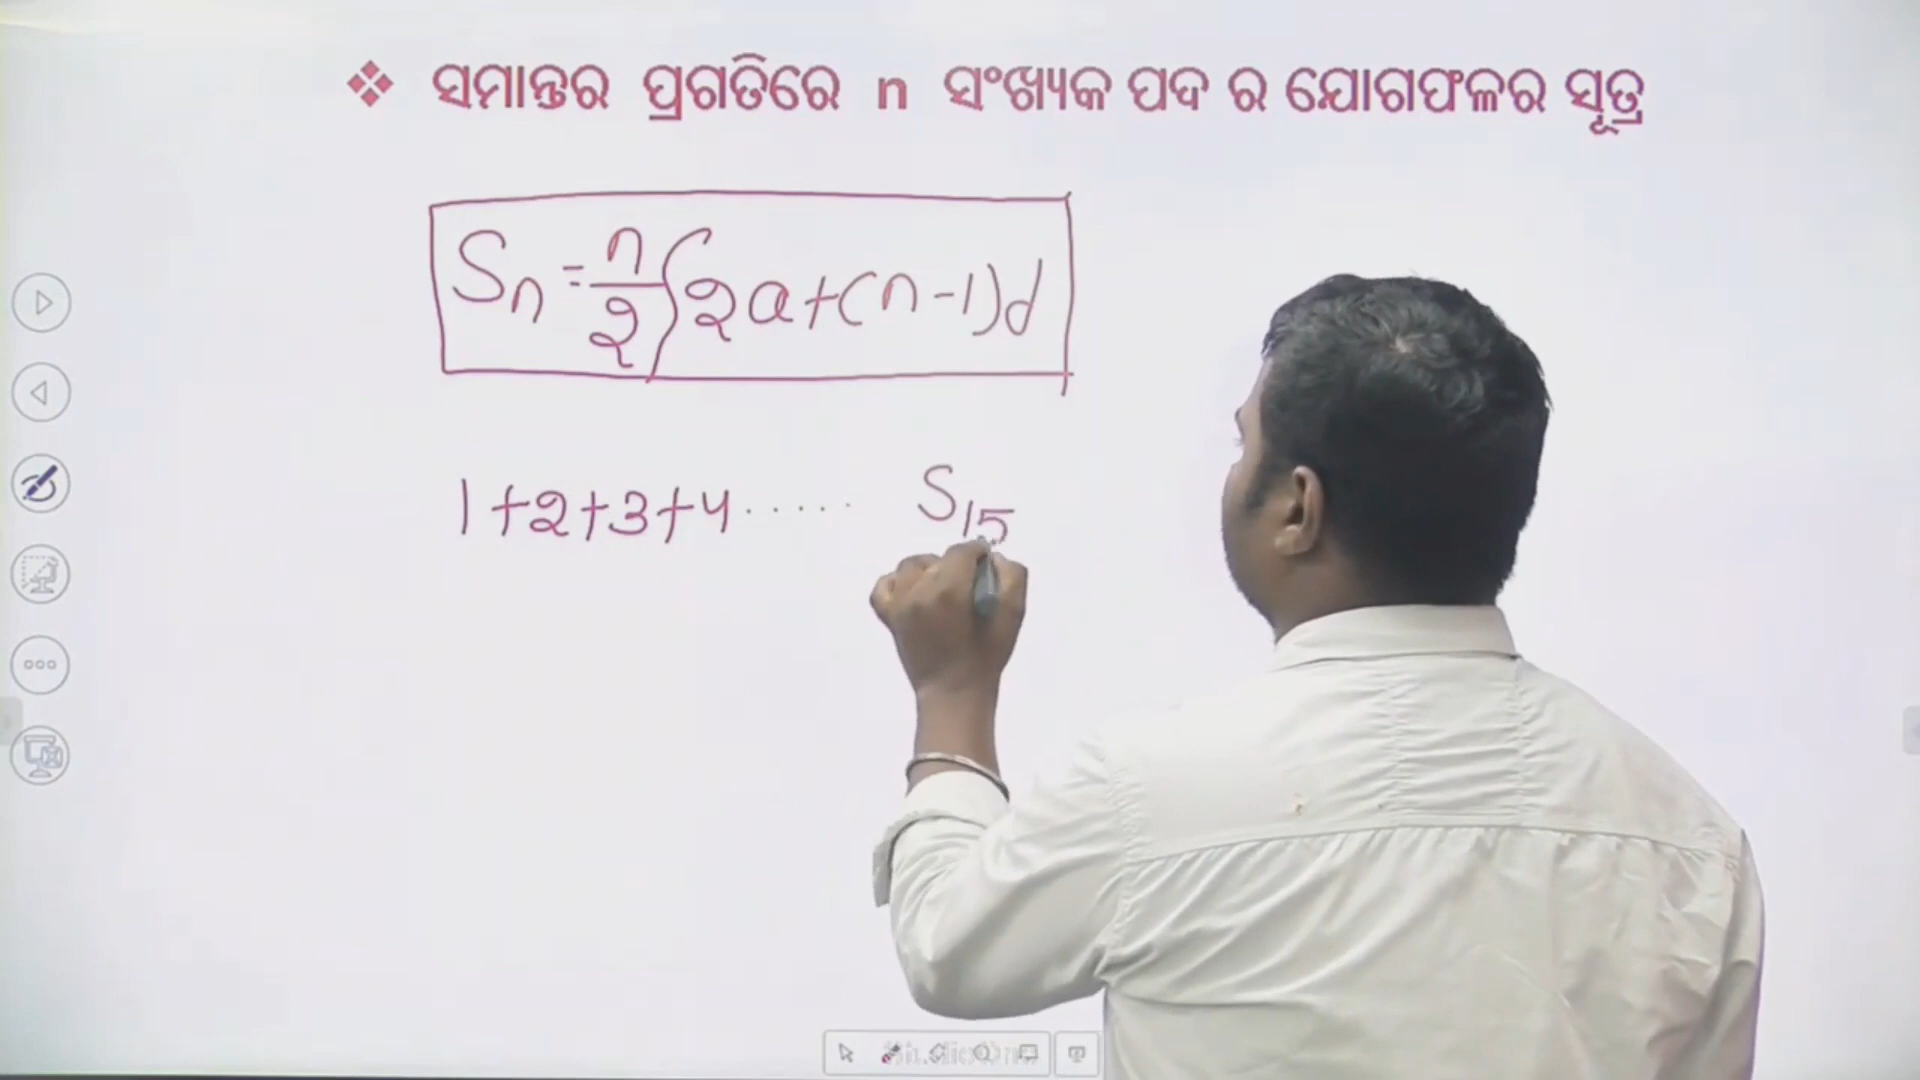 ❖ ସମାନ୍ତର ପ୍ରଗତିରେ n ସଂଖ୍ୟକ ପଦ ର ଯୋଗଫଳର ସୂତ୍ର
Sn = n/2 (2a+(n-1)d
1+2+3+4..... S15